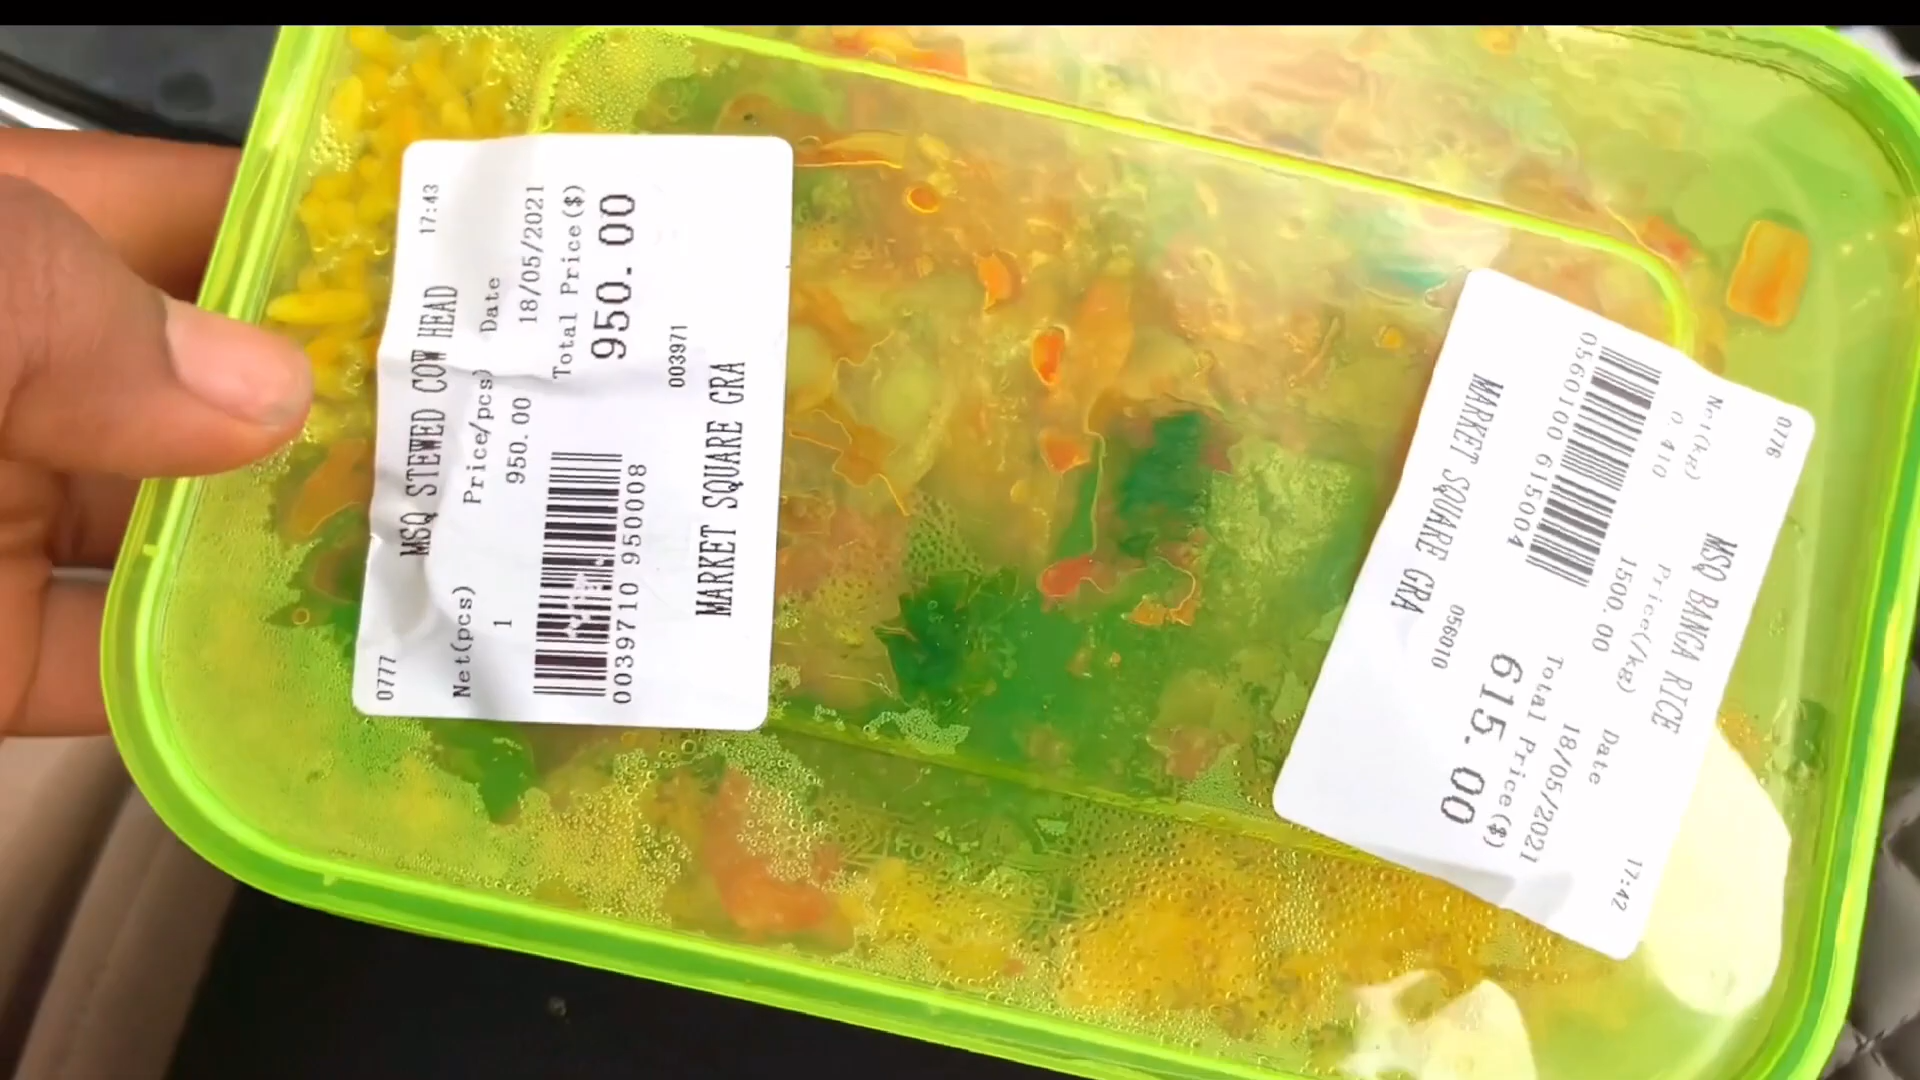 0777 MSQ STEWED COW HEAD 17:43
Net(pcs) Price/pcs) Date
1 950.00 18/05/2021
Total Price($)
950.00
0039710 950008
003971
MARKET SQUARE GRA
0776 MSQ BANGA RICE 17:42
Net(kg) Price(/kg) Date
0.410 1500.00 18/05/2021
Total Price($)
615.00
0560100 615004
056010
MARKET SQUARE GRA